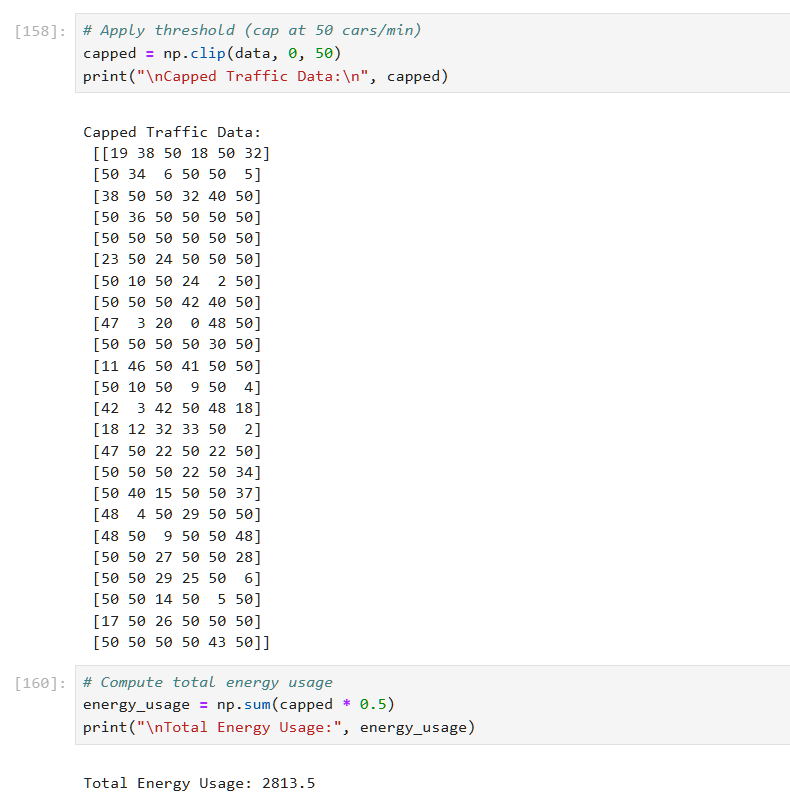 [158]: # Apply threshold (cap at 50 cars/min)
capped = np.clip(data, 0, 50)
print("\nCapped Traffic Data:\n", capped)
Capped Traffic Data:
 [[19 38 50 18 50 32]
 [50 34  6 50 50  5]
 [38 50 50 32 40 50]
 [50 36 50 50 50 50]
 [50 50 50 50 50 50]
 [23 50 24 50 50 50]
 [50 10 50 24  2 50]
 [50 50 50 42 40 50]
 [47  3 20  0 48 50]
 [50 50 50 50 30 50]
 [11 46 50 41 50 50]
 [50 10 50  9 50  4]
 [42  3 42 50 48 18]
 [18 12 32 33 50  2]
 [47 50 22 50 22 50]
 [50 50 50 22 50 34]
 [50 40 15 50 50 37]
 [48  4 50 29 50 50]
 [48 50  9 50 50 48]
 [50 50 27 50 50 28]
 [50 50 29 25 50  6]
 [50 50 14 50  5 50]
 [17 50 26 50 50 50]
 [50 50 50 50 43 50]]
[160]: # Compute total energy usage
energy_usage = np.sum(capped * 0.5)
print("\nTotal Energy Usage:", energy_usage)
Total Energy Usage: 2813.5